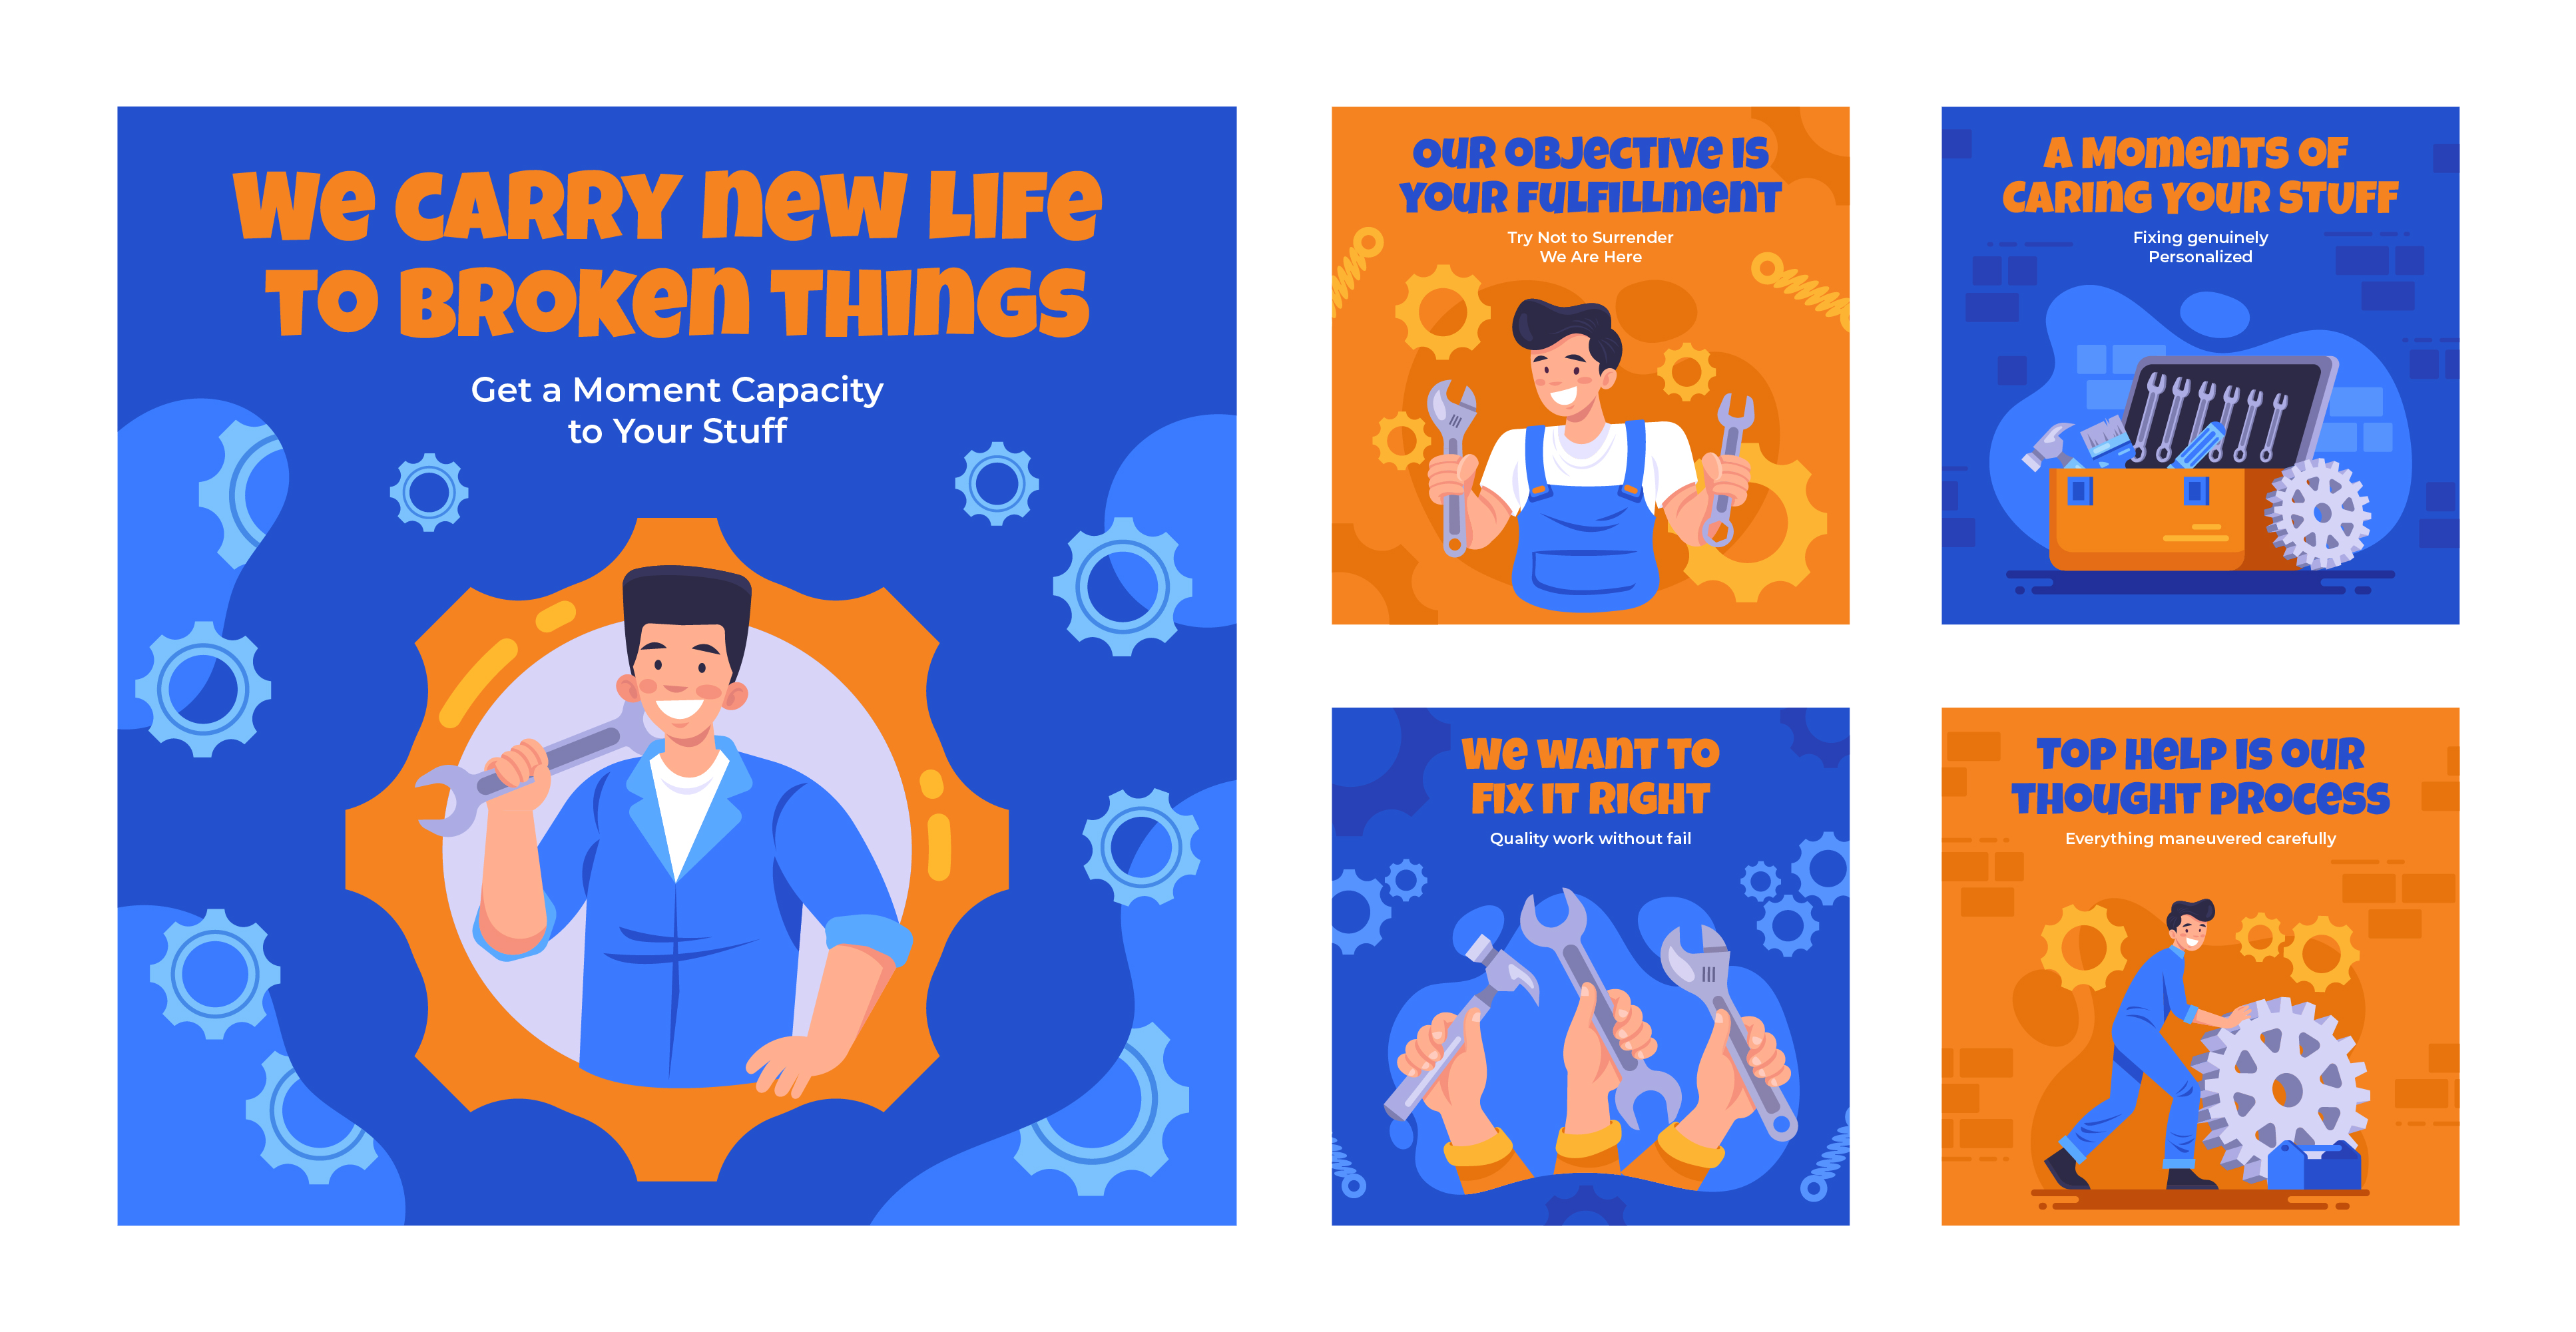 WE CARRY NEW LIFE
TO BROKEN THINGS
Get a Moment Capacity
to Your Stuff
OUR OBJECTIVE IS
YOUR FULFILLMENT
Try Not to Surrender
We Are Here
A MOMENTS OF
CARING YOUR STUFF
Fixing genuinely
Personalized
WE WANT TO
FIX IT RIGHT
Quality work without fail
TOP HELP IS OUR
THOUGHT PROCESS
Everything maneuvered carefully